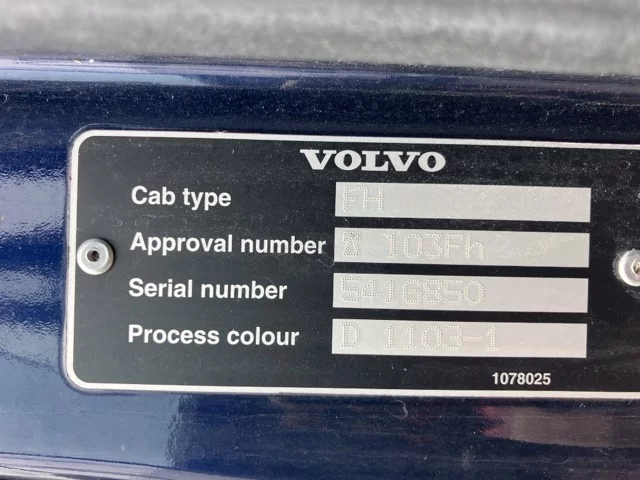 VOLVO
Cab type FH
Approval number 103Fh
Serial number 5416850
Process colour D 1103-1
1078025